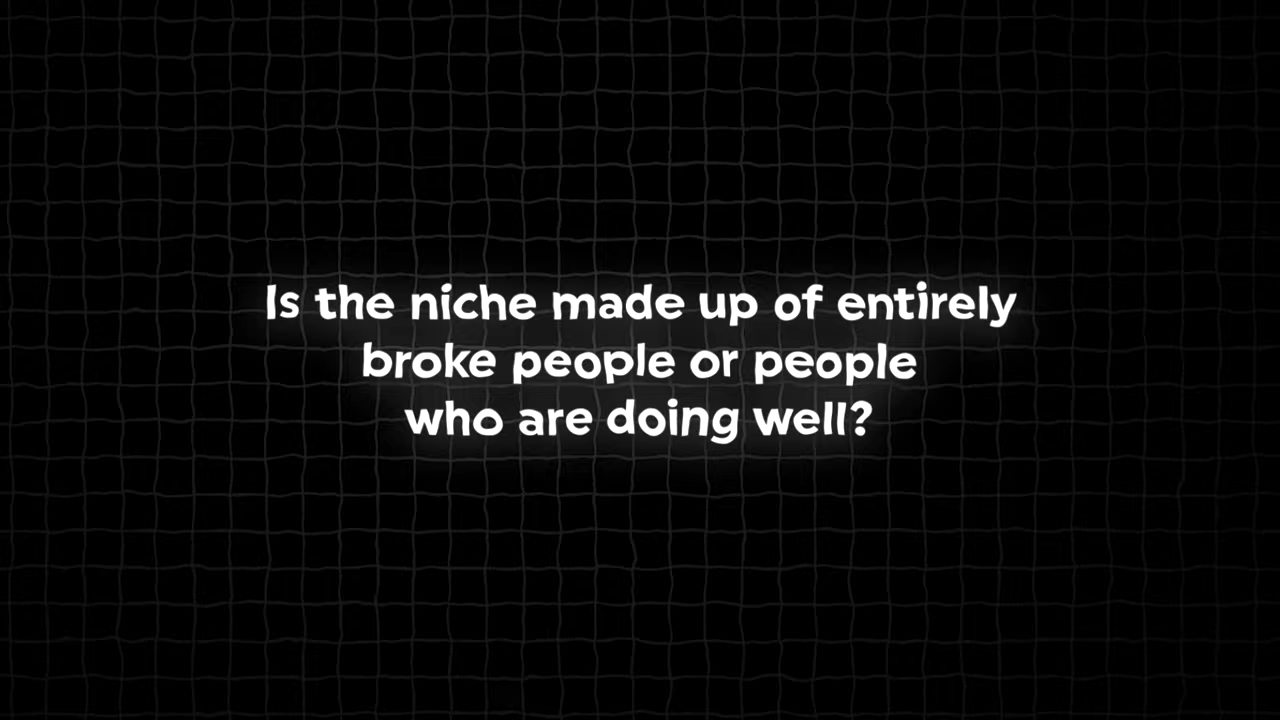 Is the niche made up of entirely
broke people or people
who are doing well?